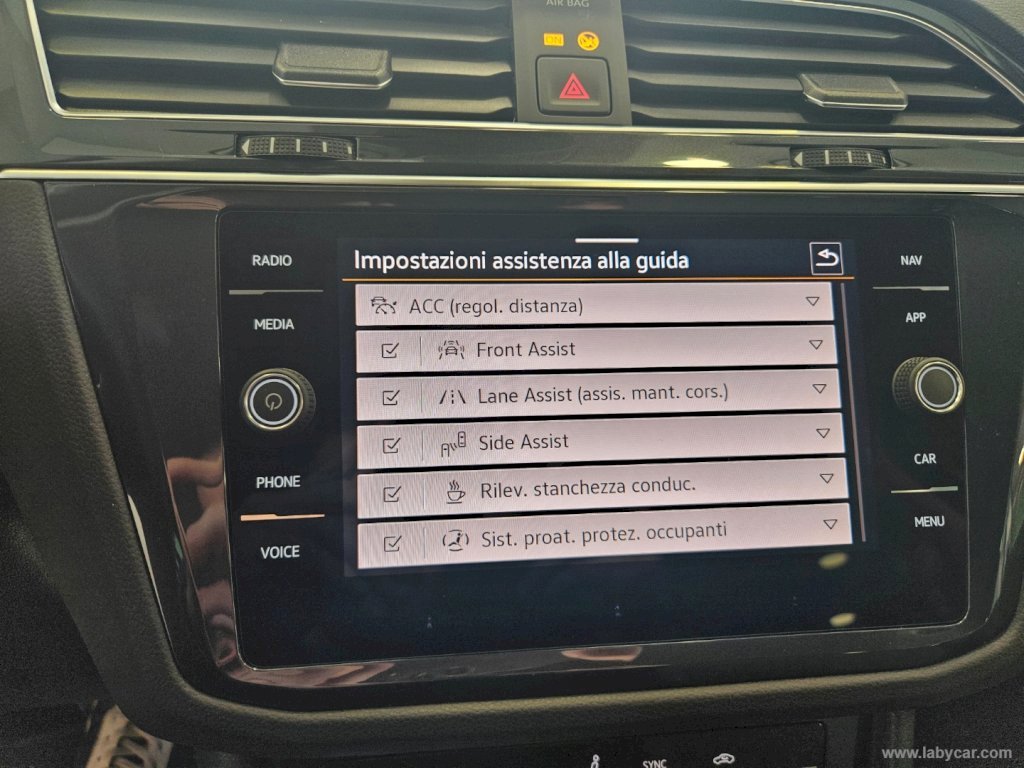 AIR BAG
ON
RADIO
MEDIA
PHONE
VOICE
Impostazioni assistenza alla guida
ACC (regol. distanza)
Front Assist
Lane Assist (assis. mant. cors.)
Side Assist
Rilev. stanchezza conduc.
Sist. proat. protez. occupanti
NAV
APP
CAR
MENU
SYNC
www.labycar.com